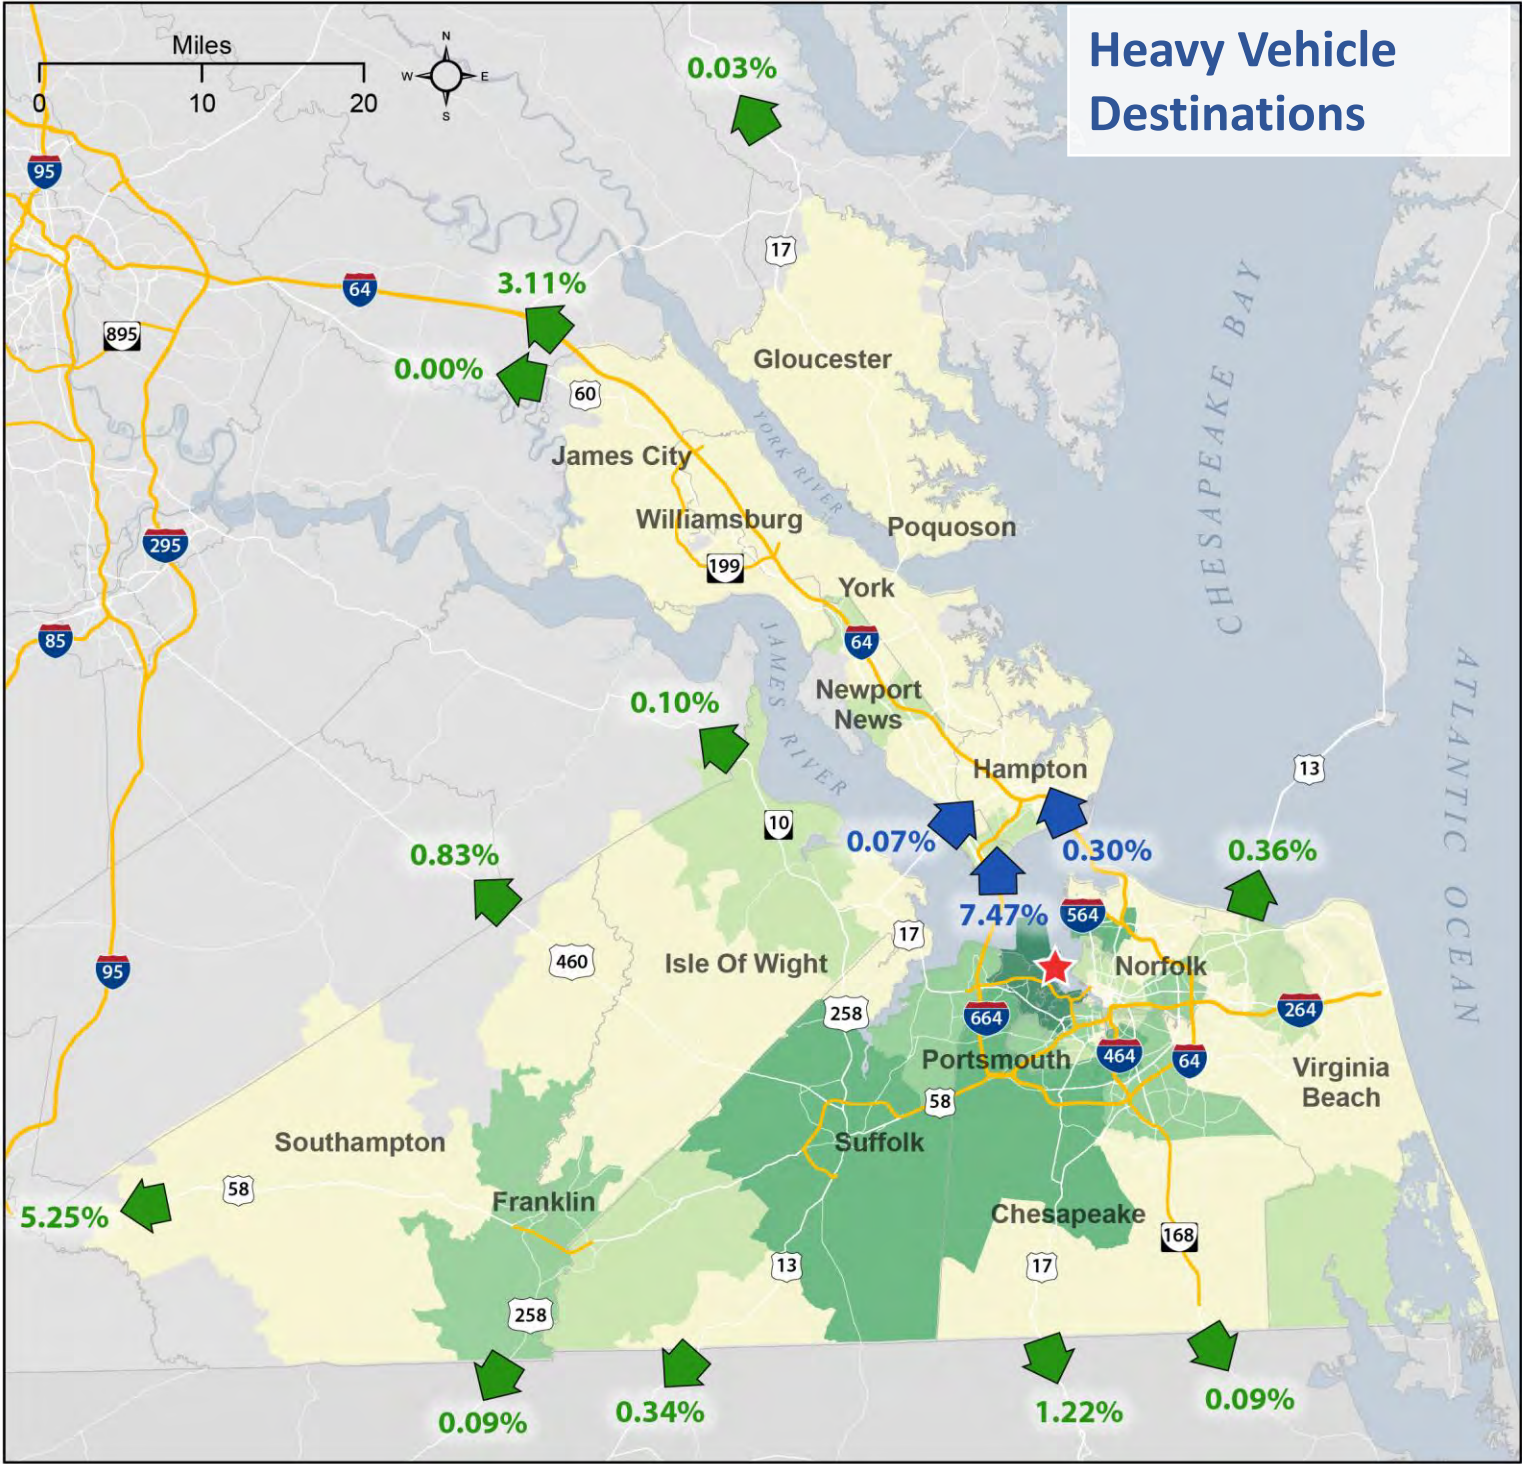 Heavy Vehicle
Destinations
Miles
0
10
20
N
W
E
S
0.03%
95
17
3.11%
64
895
0.00%
60
Gloucester
CHESAPEAKE BAY
YORK RIVER
James City
Williamsburg
Poquoson
295
199
York
85
64
JAMES RIVER
Newport
News
0.10%
ATLANTIC OCEAN
Hampton
13
10
0.07%
0.30%
0.36%
0.83%
7.47%
564
17
460
Isle Of Wight
Norfolk
95
258
664
264
Portsmouth
464
64
Virginia
Beach
58
Southampton
Suffolk
58
Franklin
5.25%
Chesapeake
168
13
17
258
0.09%
0.34%
1.22%
0.09%